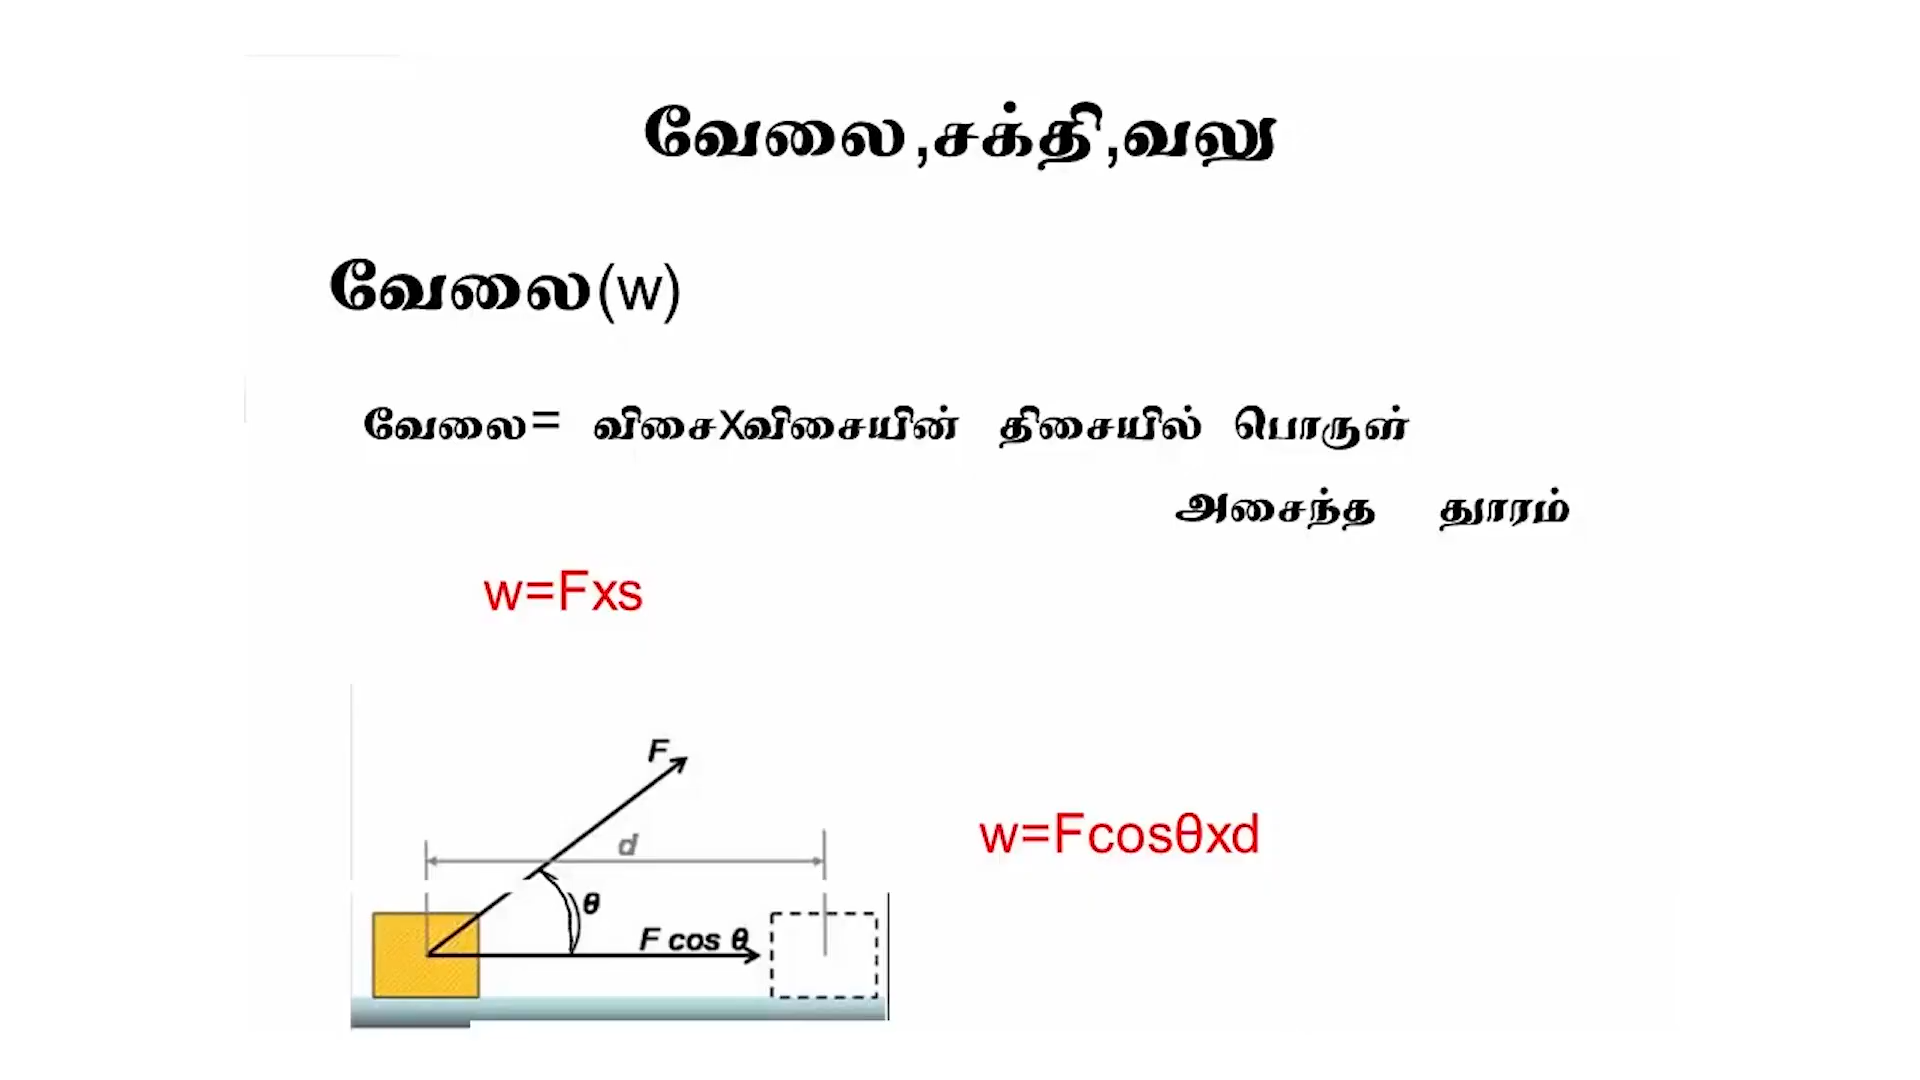 வேலை,சக்தி,வலு
வேலை(w)
வேலை= விசைxவிசையின் திசையில் பொருள்
அசைந்த தூரம்
w=Fxs
F
d
θ
F cos θ
w=Fcosθxd